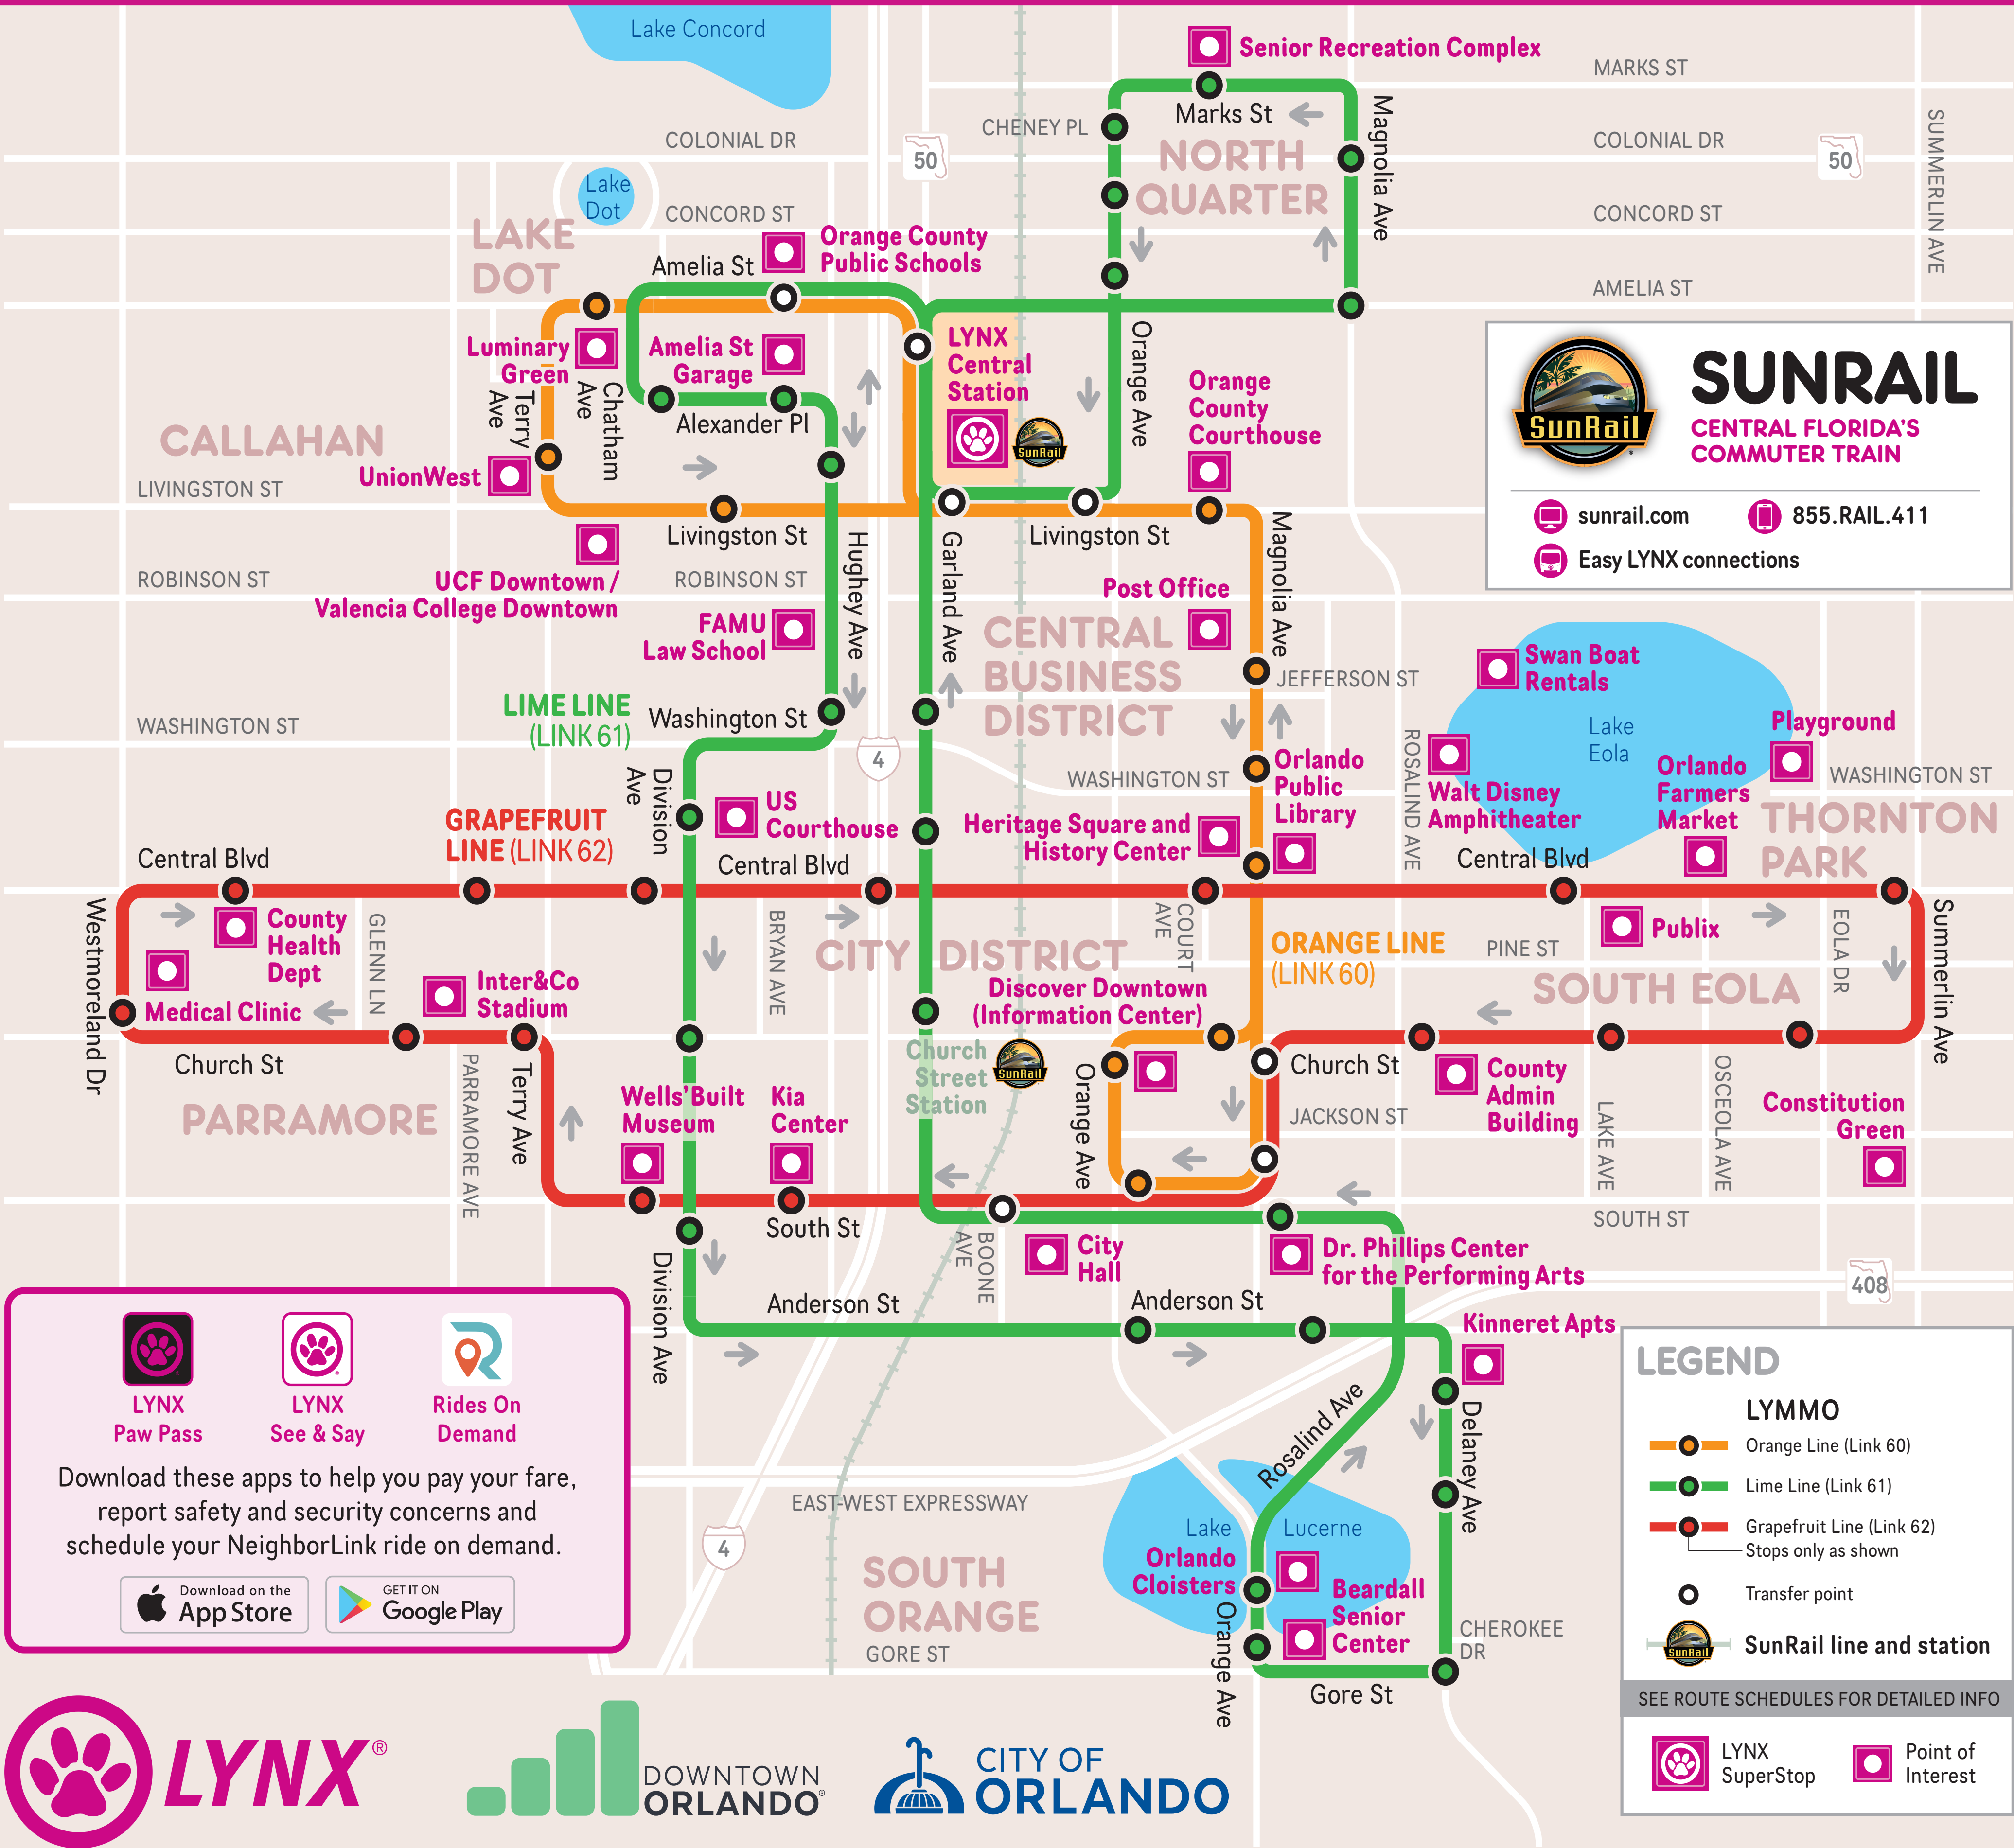 Lake Concord
Senior Recreation Complex
MARKS ST
Marks St
Magnolia Ave
CHENEY PL
COLONIAL DR
50
NORTH
QUARTER
COLONIAL DR
50
SUMMERLIN AVE
Lake
Dot
CONCORD ST
CONCORD ST
LAKE
DOT
Orange County
Public Schools
Amelia St
AMELIA ST
Luminary
Green
Amelia St
Garage
LYNX
Central
Station
SunRail
Orange Ave
Orange
County
Courthouse
Terry
Ave
Chatham
Ave
Alexander Pl
CALLAHAN
UnionWest
LIVINGSTON ST
Livingston St
Livingston St
SunRail
SUNRAIL
CENTRAL FLORIDA'S
COMMUTER TRAIN
sunrail.com
855.RAIL.411
Easy LYNX connections
UCF Downtown /
Valencia College Downtown
ROBINSON ST
ROBINSON ST
Hughey Ave
Garland Ave
Magnolia Ave
Post Office
FAMU
Law School
CENTRAL
BUSINESS
DISTRICT
JEFFERSON ST
Swan Boat
Rentals
Lake
Eola
Playground
LIME LINE
(LINK 61)
Washington St
WASHINGTON ST
4
WASHINGTON ST
ROSALIND AVE
WASHINGTON ST
Orlando
Public
Library
Walt Disney
Amphitheater
Orlando
Farmers
Market
THORNTON
PARK
Division
Ave
US
Courthouse
Heritage Square and
History Center
GRAPEFRUIT
LINE (LINK 62)
Central Blvd
Central Blvd
Central Blvd
Westmoreland Dr
County
Health
Dept
GLENN LN
BRYAN AVE
CITY DISTRICT
COURT
AVE
ORANGE LINE
(LINK 60)
PINE ST
Publix
EOLA DR
Summerlin Ave
Medical Clinic
Inter&Co
Stadium
Discover Downtown
(Information Center)
SOUTH EOLA
Church St
PARRAMORE AVE
Terry Ave
Church
Street
Station
SunRail
Orange Ave
Church St
County
Admin
Building
LAKE AVE
OSCEOLA AVE
Constitution
Green
PARRAMORE
Wells'Built
Museum
Kia
Center
JACKSON ST
South St
SOUTH ST
BOONE
AVE
City
Hall
Dr. Phillips Center
for the Performing Arts
408
Division Ave
Anderson St
Anderson St
Kinneret Apts
Rosalind Ave
Delaney Ave
LYNX
Paw Pass
LYNX
See & Say
Rides On
Demand
Download these apps to help you pay your fare,
report safety and security concerns and
schedule your NeighborLink ride on demand.
Download on the
App Store
GET IT ON
Google Play
EAST-WEST EXPRESSWAY
4
SOUTH
ORANGE
GORE ST
Lake
Lucerne
Orlando
Cloisters
Beardall
Senior
Center
Orange Ave
CHEROKEE
DR
Gore St
LEGEND
LYMMO
Orange Line (Link 60)
Lime Line (Link 61)
Grapefruit Line (Link 62)
Stops only as shown
Transfer point
SunRail
SunRail line and station
SEE ROUTE SCHEDULES FOR DETAILED INFO
LYNX
SuperStop
Point of
Interest
LYNX®
DOWNTOWN
ORLANDO®
CITY OF
ORLANDO